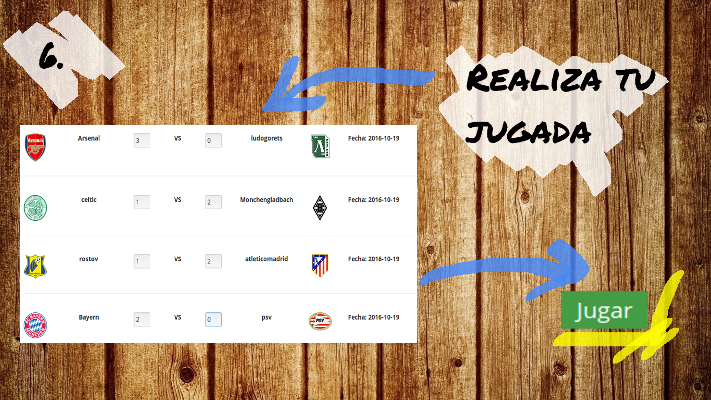 6.
Realiza tu
jugada
Arsenal 3 VS 0 ludogorets Fecha: 2016-10-19
celtic 1 VS 2 Monchengladbach Fecha: 2016-10-19
rostov 1 VS 2 atleticomadrid Fecha: 2016-10-19
Bayern 2 VS 0 psv PSV Fecha: 2016-10-19
Jugar